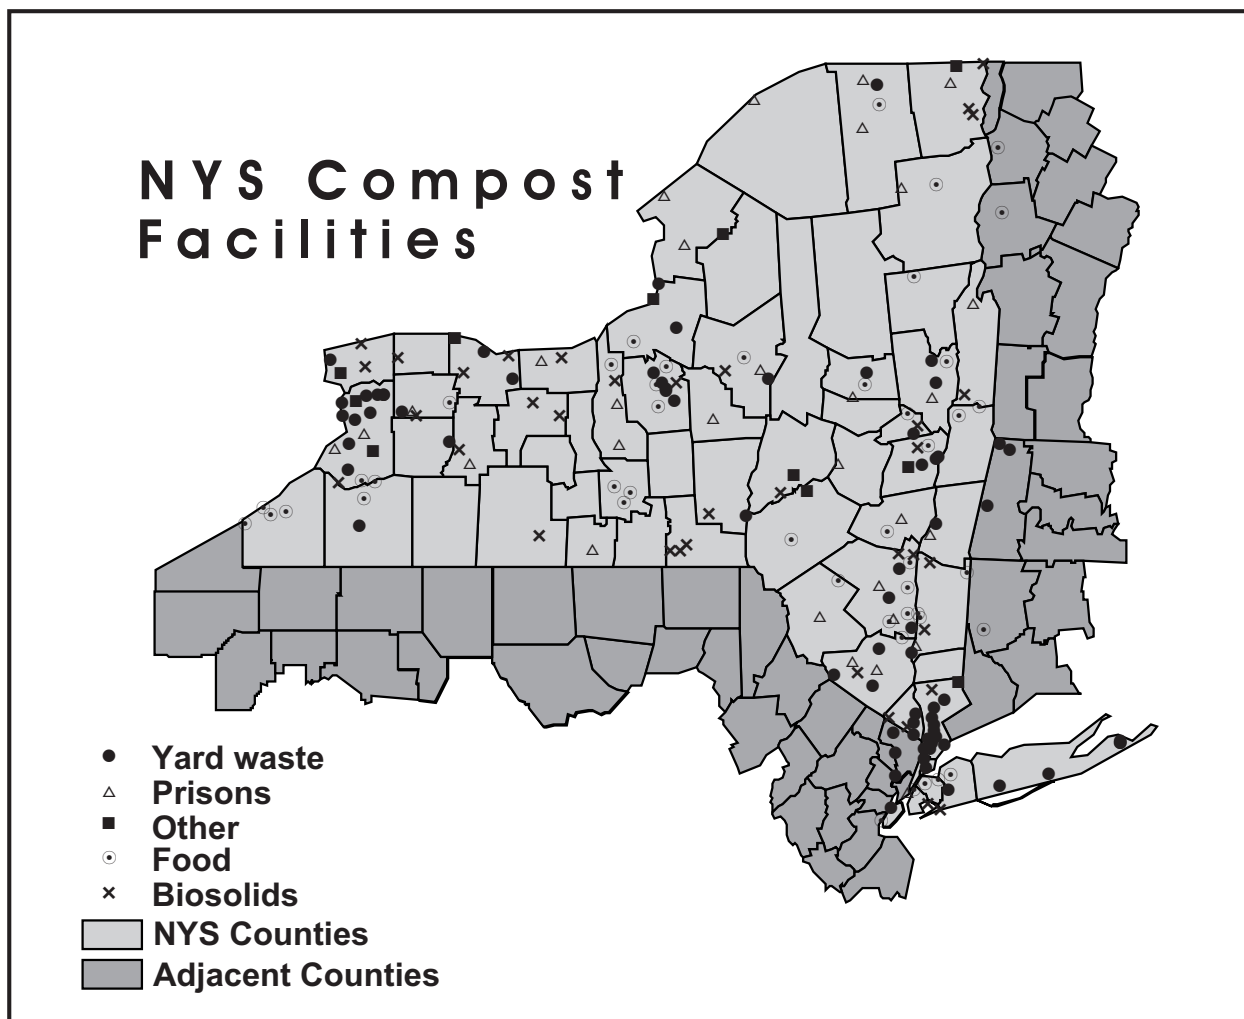 NYS Compost
Facilities
Yard waste
Prisons
Other
Food
Biosolids
NYS Counties
Adjacent Counties